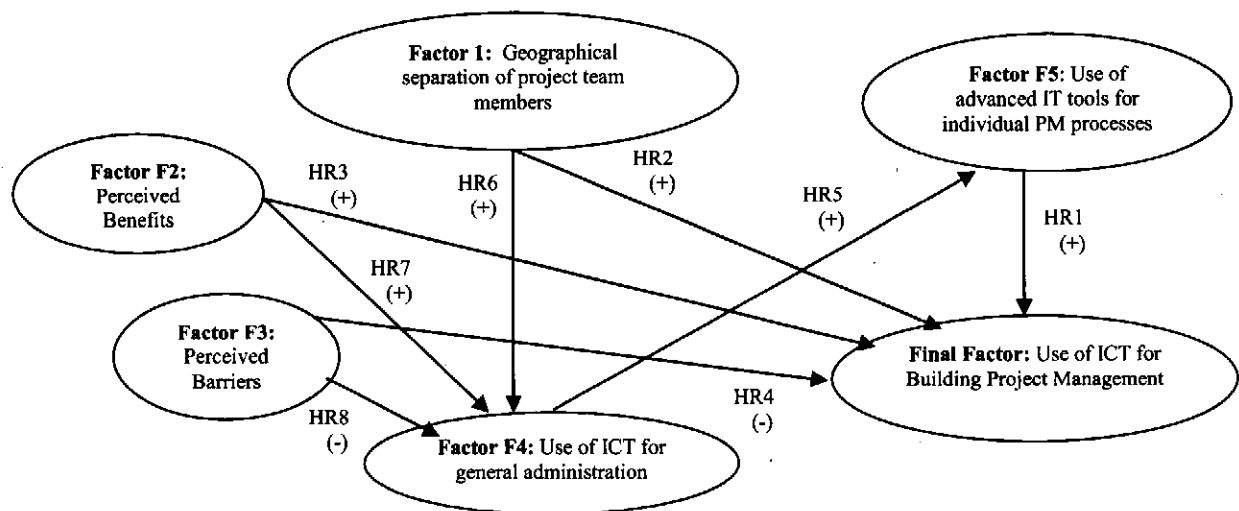 Factor 1: Geographical
separation of project team
members
Factor F5: Use of
advanced IT tools for
individual PM processes
Factor F2:
Perceived
Benefits
HR3
(+)
HR6
(+)
HR2
(+)
HR5
(+)
HR1
(+)
HR7
(+)
Factor F3:
Perceived
Barriers
Final Factor: Use of ICT for
Building Project Management
HR8
(-)
HR4
(-)
Factor F4: Use of ICT for
general administration